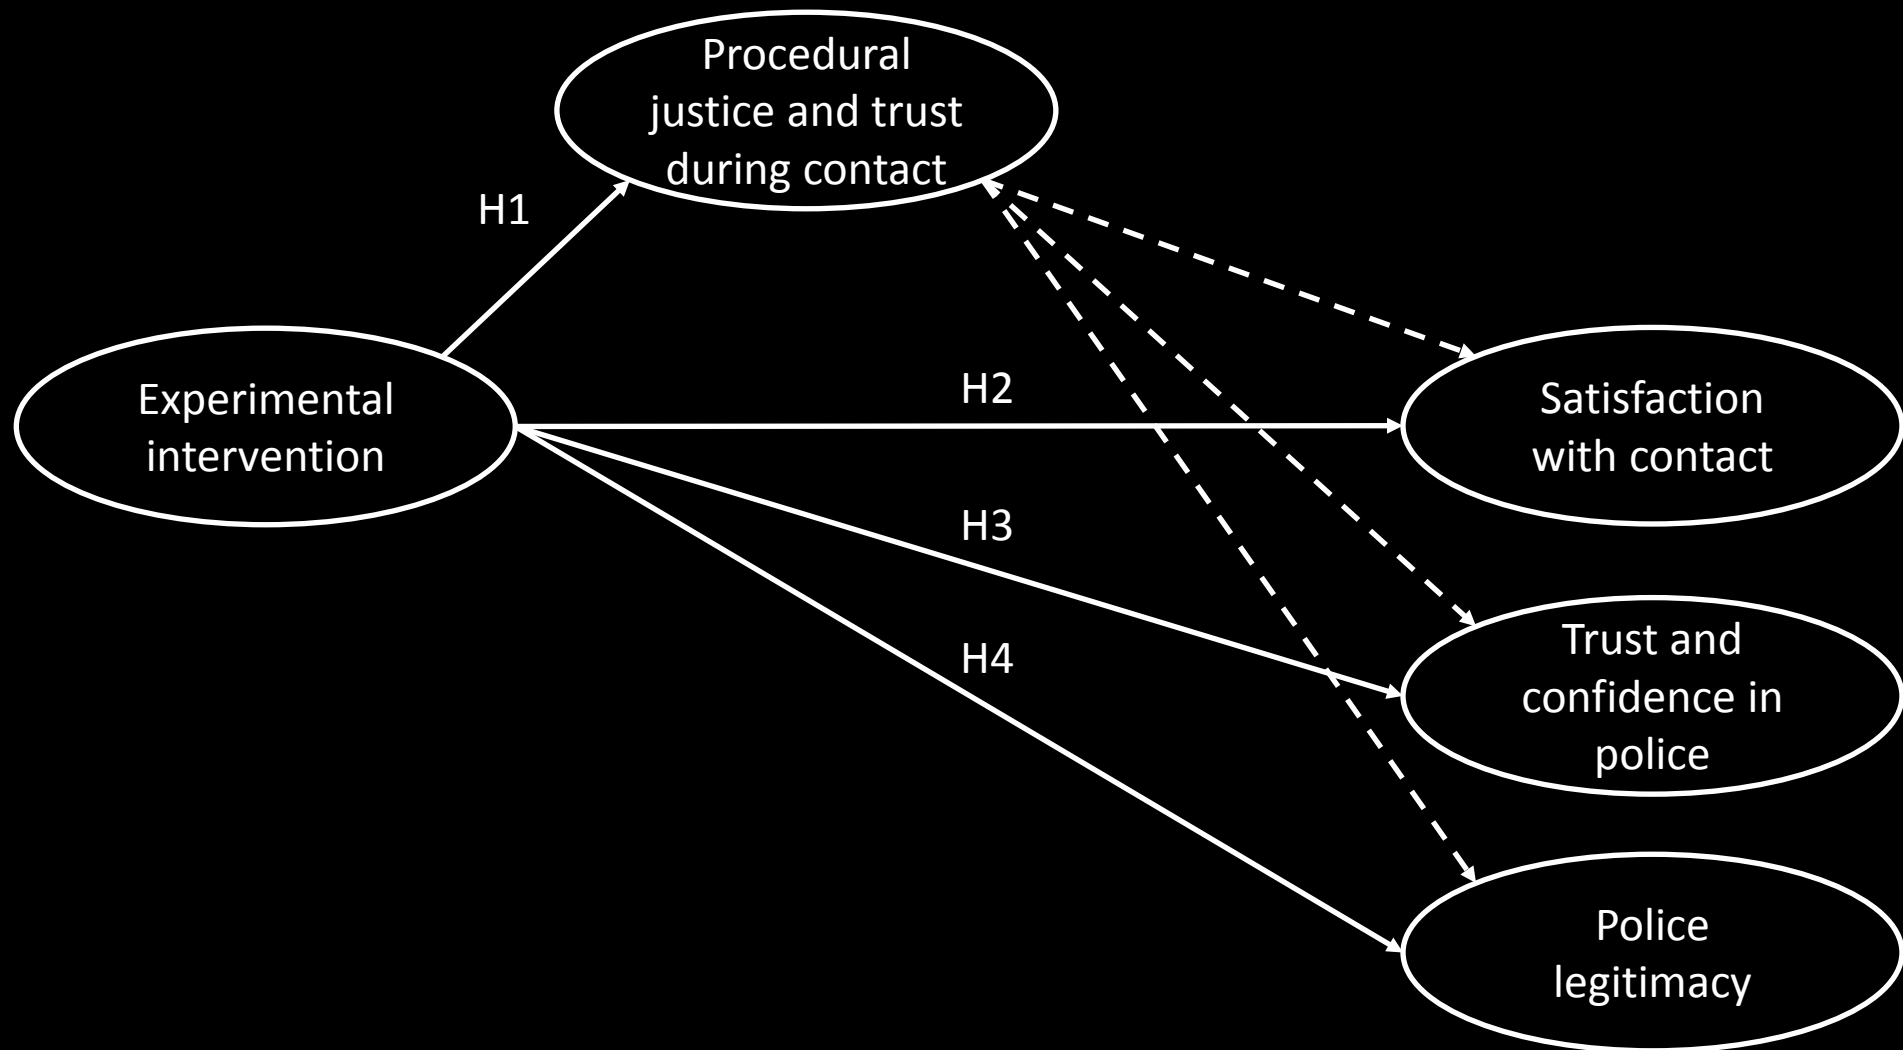 Procedural
justice and trust
during contact
H1
Experimental
intervention
H2
Satisfaction
with contact
H3
Trust and
confidence in
police
H4
Police
legitimacy